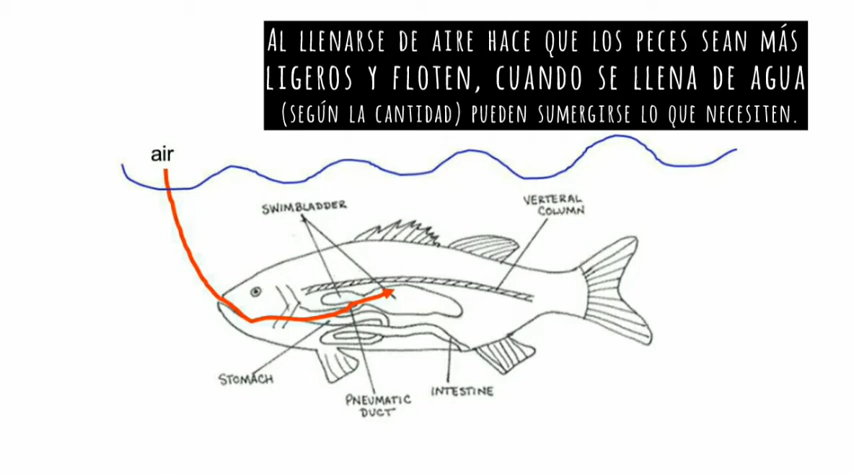 Al llenarse de aire hace que los peces sean más
ligeros y floten, cuando se llena de agua
(según la cantidad) pueden sumergirse lo que necesiten.
air
SWIMBLADDER
VERTERAL
COLUMN
STOMACH
PNEUMATIC
DUCT
INTESTINE